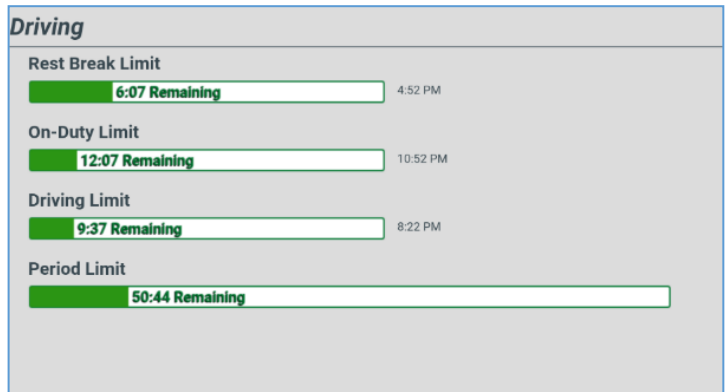 Driving
Rest Break Limit
6:07 Remaining 4:52 PM
On-Duty Limit
12:07 Remaining 10:52 PM
Driving Limit
9:37 Remaining 8:22 PM
Period Limit
50:44 Remaining